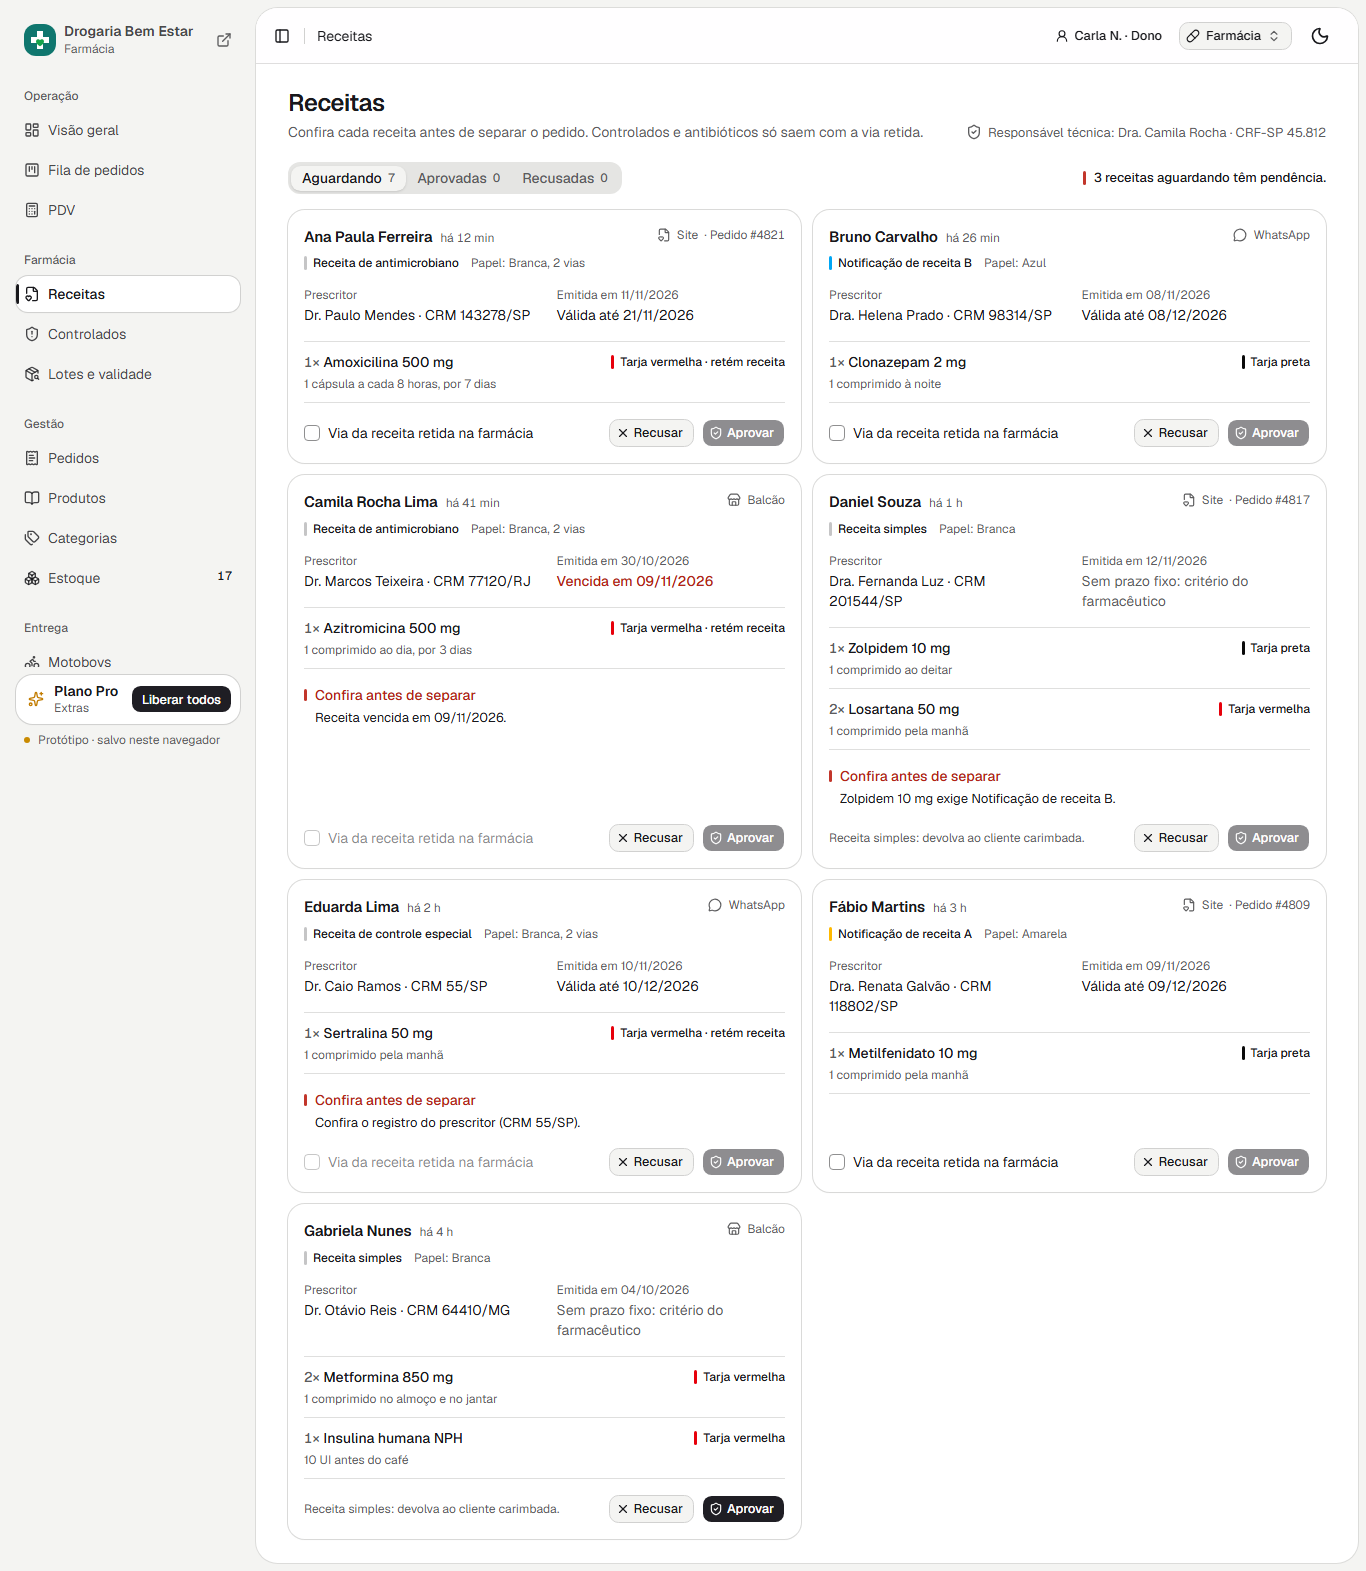 Drogaria Bem Estar
Farmácia
Operação
Visão geral
Fila de pedidos
PDV
Farmácia
Receitas
Controlados
Lotes e validade
Gestão
Pedidos
Produtos
Categorias
Estoque 17
Entrega
Motoboys
Plano Pro
Extras
Liberar todos
Protótipo · salvo neste navegador
Receitas
Carla N. · Dono
Farmácia
Receitas
Confira cada receita antes de separar o pedido. Controlados e antibióticos só saem com a via retida.
Responsável técnica: Dra. Camila Rocha · CRF-SP 45.812
Aguardando 7 Aprovadas 0 Recusadas 0
3 receitas aguardando têm pendência.
Ana Paula Ferreira há 12 min Site · Pedido #4821
Receita de antimicrobiano Papel: Branca, 2 vias
Prescritor Emitida em 11/11/2026
Dr. Paulo Mendes · CRM 143278/SP Válida até 21/11/2026
1× Amoxicilina 500 mg Tarja vermelha · retém receita
1 cápsula a cada 8 horas, por 7 dias
Via da receita retida na farmácia Recusar Aprovar
Bruno Carvalho há 26 min WhatsApp
Notificação de receita B Papel: Azul
Prescritor Emitida em 08/11/2026
Dra. Helena Prado · CRM 98314/SP Válida até 08/12/2026
1× Clonazepam 2 mg Tarja preta
1 comprimido à noite
Via da receita retida na farmácia Recusar Aprovar
Camila Rocha Lima há 41 min Balcão
Receita de antimicrobiano Papel: Branca, 2 vias
Prescritor Emitida em 30/10/2026
Dr. Marcos Teixeira · CRM 77120/RJ Vencida em 09/11/2026
1× Azitromicina 500 mg Tarja vermelha · retém receita
1 comprimido ao dia, por 3 dias
Confira antes de separar
Receita vencida em 09/11/2026.
Via da receita retida na farmácia Recusar Aprovar
Daniel Souza há 1 h Site · Pedido #4817
Receita simples Papel: Branca
Prescritor Emitida em 12/11/2026
Dra. Fernanda Luz · CRM Sem prazo fixo: critério do
201544/SP farmacêutico
1× Zolpidem 10 mg Tarja preta
1 comprimido ao deitar
2× Losartana 50 mg Tarja vermelha
1 comprimido pela manhã
Confira antes de separar
Zolpidem 10 mg exige Notificação de receita B.
Receita simples: devolva ao cliente carimbada. Recusar Aprovar
Eduarda Lima há 2 h WhatsApp
Receita de controle especial Papel: Branca, 2 vias
Prescritor Emitida em 10/11/2026
Dr. Caio Ramos · CRM 55/SP Válida até 10/12/2026
1× Sertralina 50 mg Tarja vermelha · retém receita
1 comprimido pela manhã
Confira antes de separar
Confira o registro do prescritor (CRM 55/SP).
Via da receita retida na farmácia Recusar Aprovar
Fábio Martins há 3 h Site · Pedido #4809
Notificação de receita A Papel: Amarela
Prescritor Emitida em 09/11/2026
Dra. Renata Galvão · CRM Válida até 09/12/2026
118802/SP
1× Metilfenidato 10 mg Tarja preta
1 comprimido pela manhã
Via da receita retida na farmácia Recusar Aprovar
Gabriela Nunes há 4 h Balcão
Receita simples Papel: Branca
Prescritor Emitida em 04/10/2026
Dr. Otávio Reis · CRM 64410/MG Sem prazo fixo: critério do
farmacêutico
2× Metformina 850 mg Tarja vermelha
1 comprimido no almoço e no jantar
1× Insulina humana NPH Tarja vermelha
10 UI antes do café
Receita simples: devolva ao cliente carimbada. Recusar Aprovar